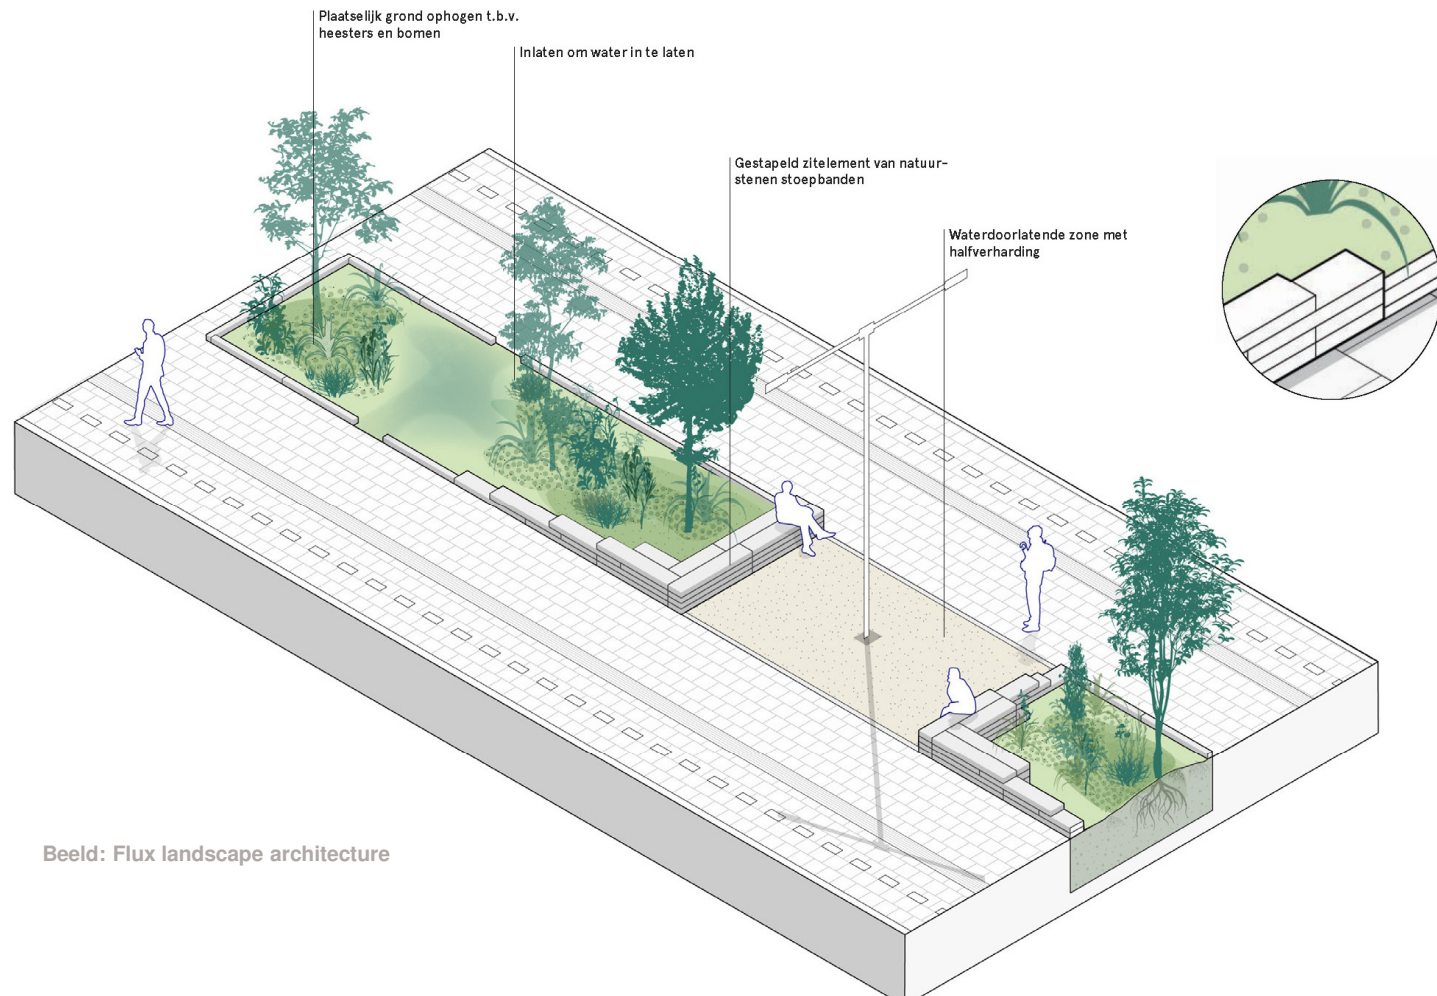 Plaatselijk grond ophogen t.b.v.
heesters en bomen
Inlaten om water in te laten
Gestapeld zitelement van natuur-
stenen stoepbanden
Waterdoorlatende zone met
halfverharding
Beeld: Flux landscape architecture